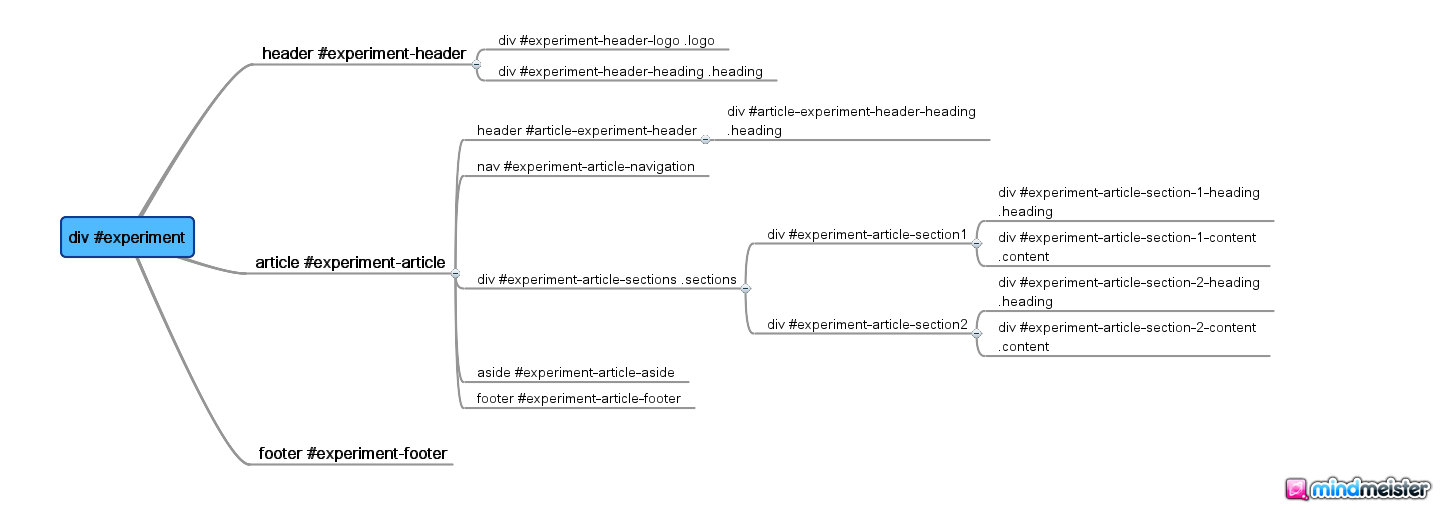 header #experiment-header
div #experiment-header-logo .logo
div #experiment-header-heading .heading
div #article-experiment-header-heading
.heading
header #article-experiment-header
nav #experiment-article-navigation
div #experiment-article-section-1-heading
.heading
div #experiment-article-section1
div #experiment-article-section-1-content
.content
div #experiment
article #experiment-article
div #experiment-article-sections .sections
div #experiment-article-section-2-heading
.heading
div #experiment-article-section2
div #experiment-article-section-2-content
.content
aside #experiment-article-aside
footer #experiment-article-footer
footer #experiment-footer
mindmeister